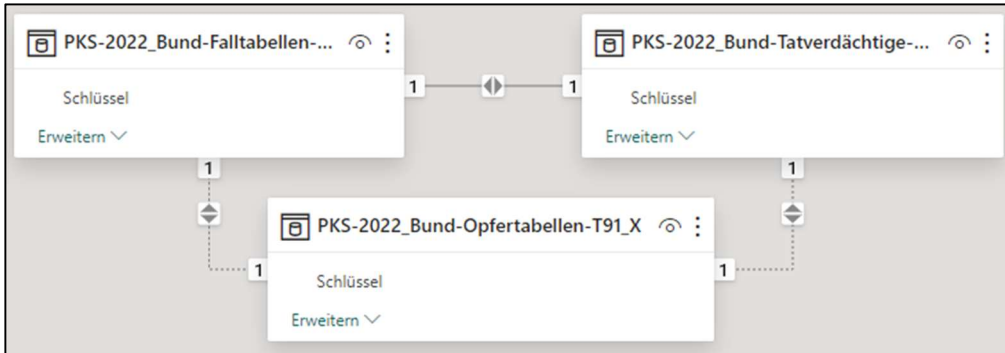 PKS-2022_Bund-Falltabellen-...
Schlüssel
Erweitern
PKS-2022_Bund-Tatverdächtige-...
Schlüssel
Erweitern
1
1
1
1
PKS-2022_Bund-Opfertabellen-T91_X
Schlüssel
Erweitern
1
1